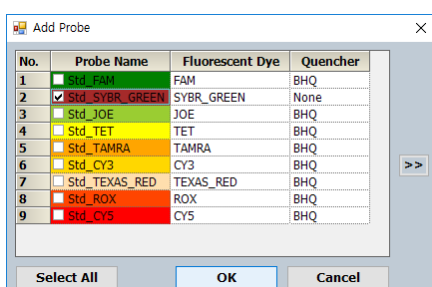 Add Probe
No. Probe Name Fluorescent Dye Quencher
1 Std_FAM FAM BHQ
2 Std_SYBR_GREEN SYBR_GREEN None
3 Std_JOE JOE BHQ
4 Std_TET TET BHQ
5 Std_TAMRA TAMRA BHQ
6 Std_CY3 CY3 BHQ
7 Std_TEXAS_RED TEXAS_RED BHQ
8 Std_ROX ROX BHQ
9 Std_CY5 CY5 BHQ
>>
Select All OK Cancel